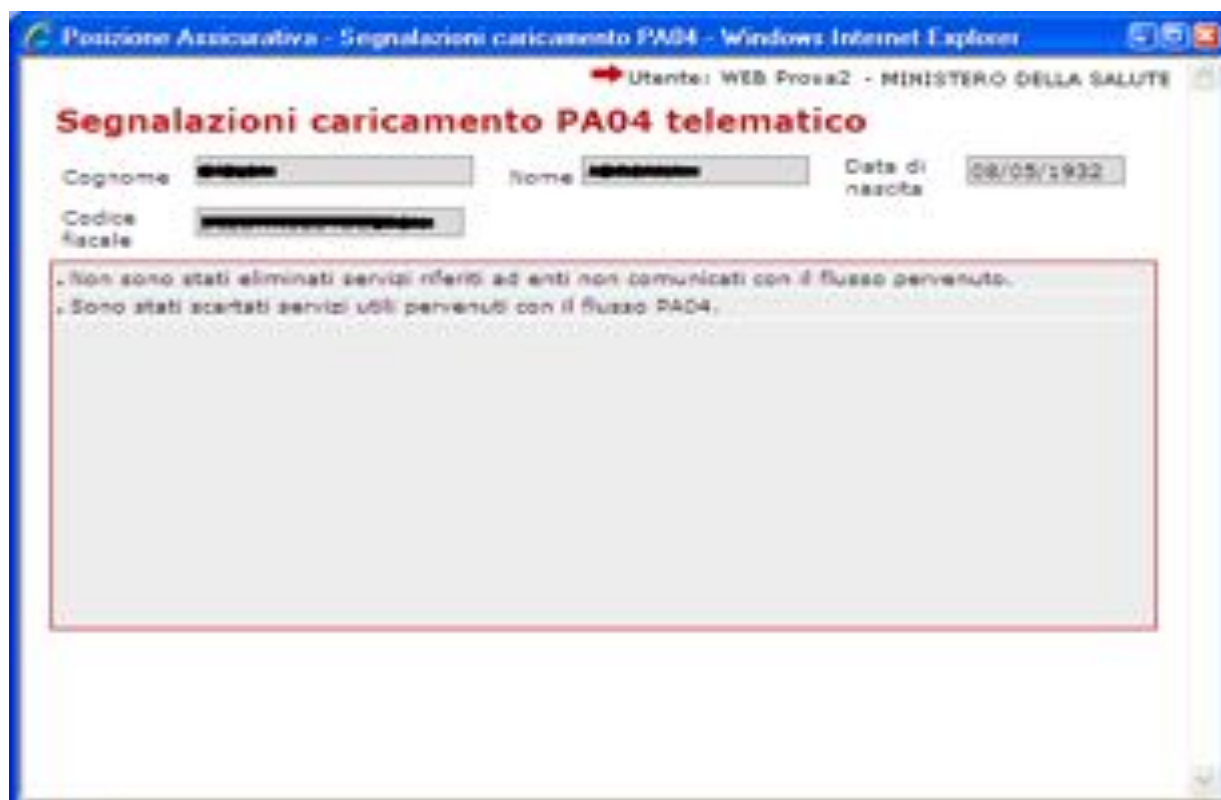 Posizione Assicurativa - Segnalazioni caricamento PA04 - Windows Internet Explorer
Utente: WEB Prova2 - MINISTERO DELLA SALUTE
Segnalazioni caricamento PA04 telematico
Cognome Nome Data di nascita 08/05/1932
Codice fiscale
. Non sono stati eliminati servizi riferiti ad enti non comunicati con il flusso pervenuto.
. Sono stati scartati servizi utili pervenuti con il flusso PA04.